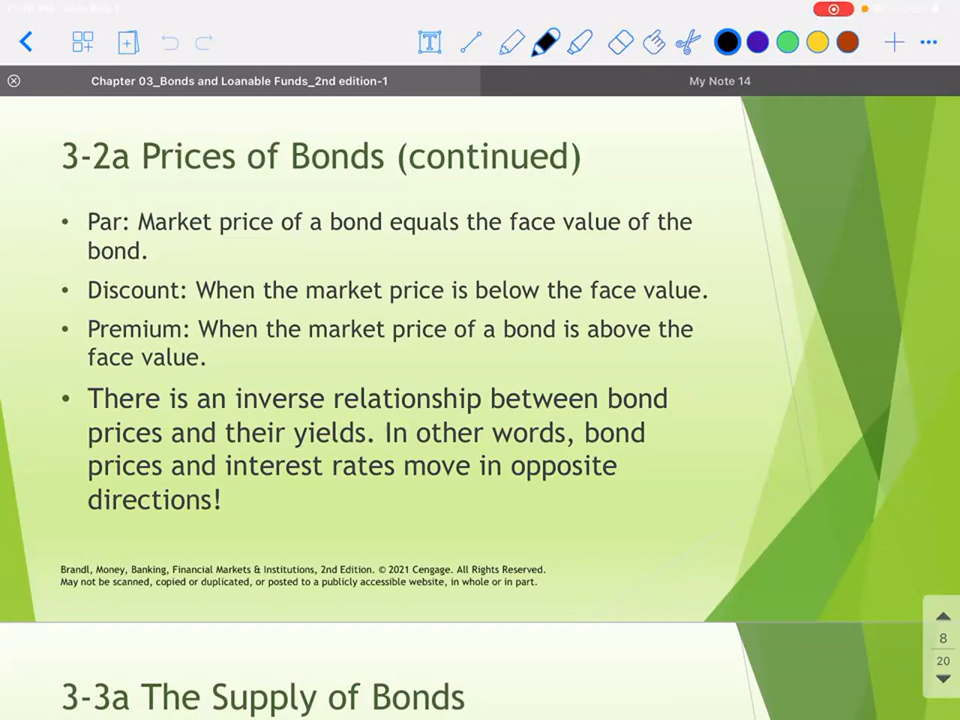 Chapter 03_Bonds and Loanable Funds_2nd edition-1
My Note 14
3-2a Prices of Bonds (continued)
• Par: Market price of a bond equals the face value of the
bond.
• Discount: When the market price is below the face value.
• Premium: When the market price of a bond is above the
face value.
• There is an inverse relationship between bond
prices and their yields. In other words, bond
prices and interest rates move in opposite
directions!
Brandl, Money, Banking, Financial Markets & Institutions, 2nd Edition. © 2021 Cengage. All Rights Reserved.
May not be scanned, copied or duplicated, or posted to a publicly accessible website, in whole or in part.
8
20
3-3a The Supply of Bonds